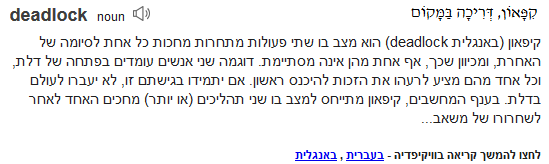 deadlock noun קִפָּאוֹן, דְּרִיכָה בַּמָּקוֹם
קיפאון (באנגלית deadlock) הוא מצב בו שתי פעולות מתחרות מחכות כל אחת לסיומה של
האחרת, ומכיוון שכך, אף אחת מהן אינה מסתיימת. דוגמה שני אנשים עומדים בפתחה של דלת,
וכל אחד מהם מציע לרעהו את הזכות להיכנס ראשון. אם יתמידו בגישתם זו, לא יעברו לעולם
בדלת. בענף המחשבים, קיפאון מתייחס למצב בו שני תהליכים (או יותר) מחכים האחד לאחר
לשחרורו של משאב...
לחצו להמשך קריאה בוויקיפדיה - בעברית , באנגלית